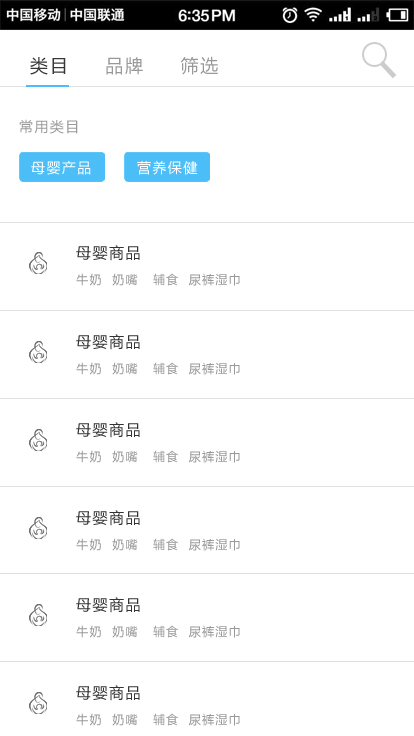 中国移动 中国联通 6:35PM
类目 品牌 筛选
常用类目
母婴产品 营养保健
母婴商品
牛奶 奶嘴 辅食 尿裤湿巾
母婴商品
牛奶 奶嘴 辅食 尿裤湿巾
母婴商品
牛奶 奶嘴 辅食 尿裤湿巾
母婴商品
牛奶 奶嘴 辅食 尿裤湿巾
母婴商品
牛奶 奶嘴 辅食 尿裤湿巾
母婴商品
牛奶 奶嘴 辅食 尿裤湿巾